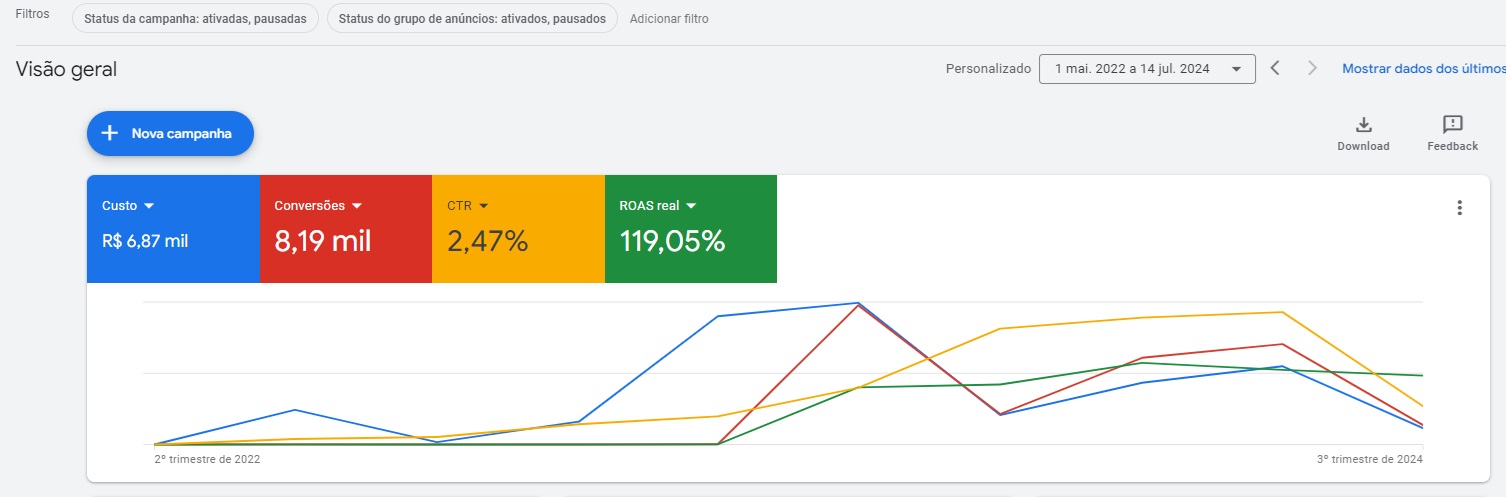 Filtros
Status da campanha: ativadas, pausadas
Status do grupo de anúncios: ativados, pausados
Adicionar filtro
Visão geral
Personalizado
1 mai. 2022 a 14 jul. 2024
Mostrar dados dos últimos
Nova campanha
Download
Feedback
Custo
R$ 6,87 mil
Conversões
8,19 mil
CTR
2,47%
ROAS real
119,05%
2º trimestre de 2022
3º trimestre de 2024